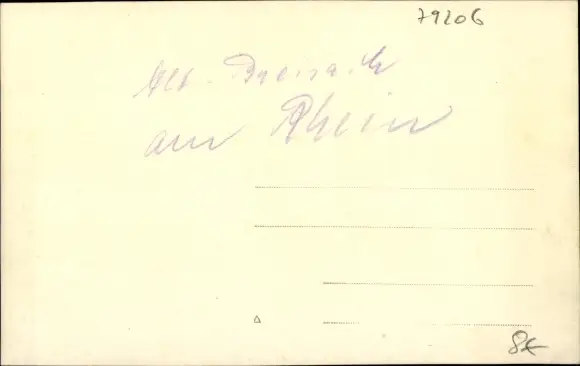 79206
Alt-Breisach
am Rhein
8€